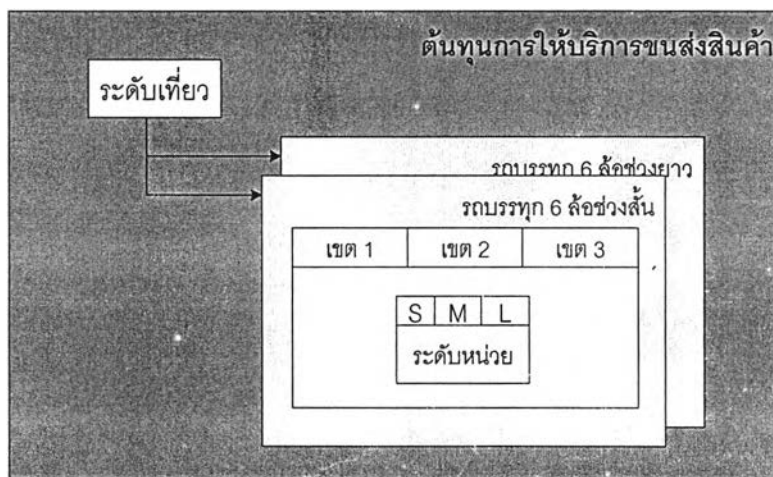 ต้นทุนการให้บริการขนส่งสินค้า
ระดับเที่ยว
รถบรรทุก 6 ล้อช่วงยาว
รถบรรทุก 6 ล้อช่วงสั้น
เขต 1 เขต 2 เขต 3
S M L
ระดับหน่วย